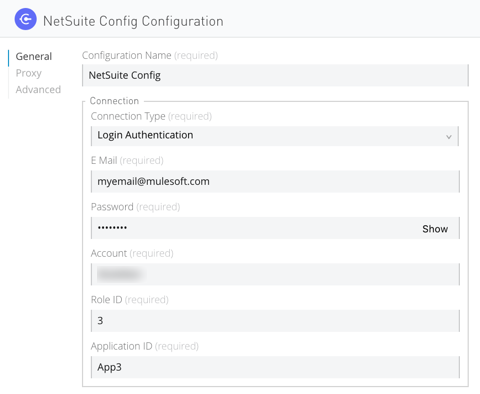 NetSuite Config Configuration
General
Proxy
Advanced
Configuration Name (required)
NetSuite Config
Connection
Connection Type (required)
Login Authentication
E Mail (required)
myemail@mulesoft.com
Password (required)
••••••••
Show
Account (required)
Role ID (required)
3
Application ID (required)
App3